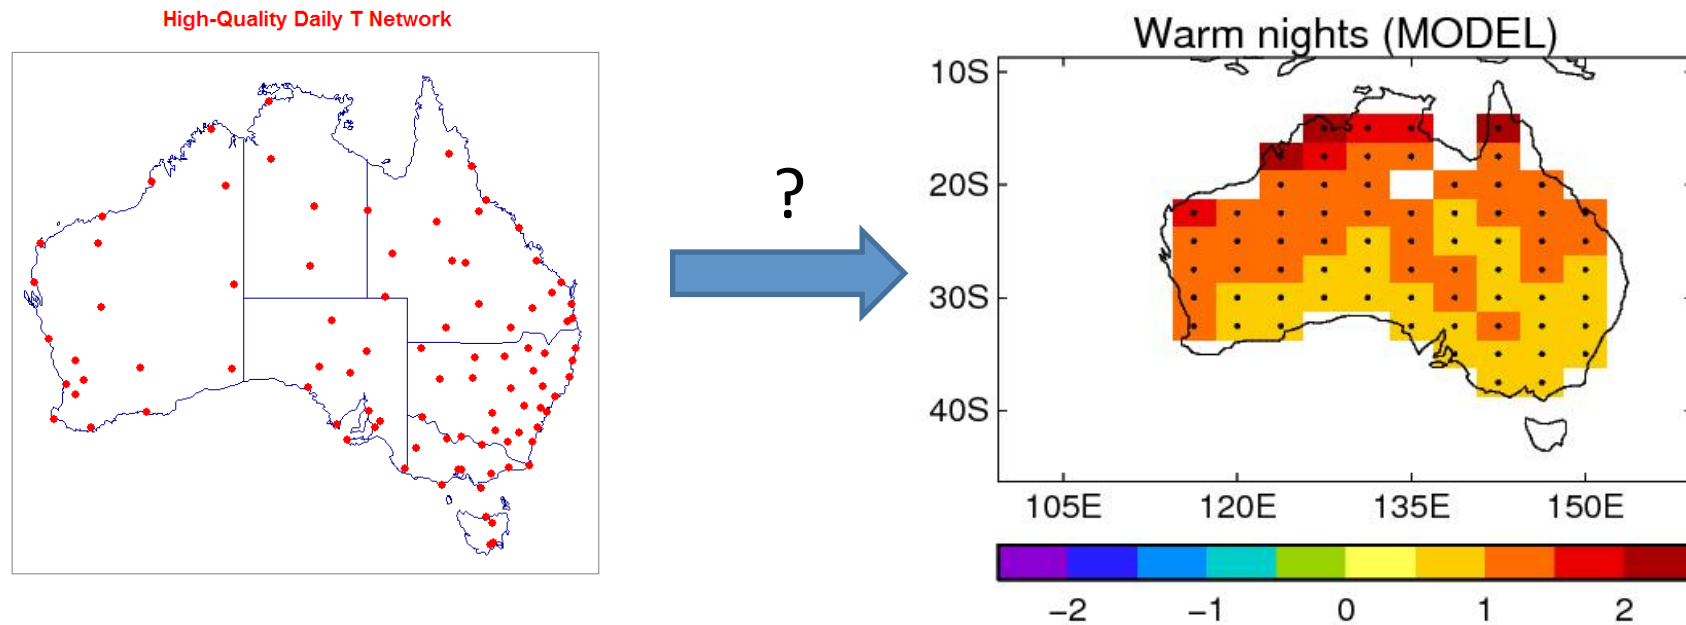 High-Quality Daily T Network
?
Warm nights (MODEL)
10S
20S
30S
40S
105E 120E 135E 150E
−2 −1 0 1 2